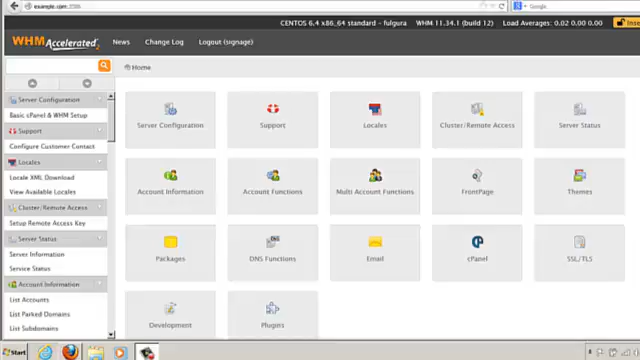 example.com:2086
Google
CENTOS 6.4 x86_64 standard - fulgura WHM 11.34.1 (build 12) Load Averages: 0.02 0.00 0.00
WHM Accelerated
News
Change Log
Logout (signage)
Home
Server Configuration
Basic cPanel & WHM Setup
Support
Configure Customer Contact
Locales
Locale XML Download
View Available Locales
Cluster/Remote Access
Setup Remote Access Key
Server Status
Server Information
Service Status
Account Information
List Accounts
List Parked Domains
List Subdomains
Server Configuration
Support
Locales
Cluster/Remote Access
Server Status
Account Information
Account Functions
Multi Account Functions
FrontPage
Themes
Packages
DNS Functions
Email
cPanel
SSL/TLS
Development
Plugins
Start